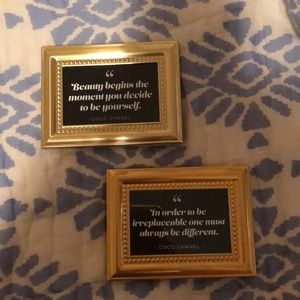 “
Beauty begins the
moment you decide
to be yourself.
- COCO CHANEL
“
In order to be
irreplaceable one must
always be different.
- COCO CHANEL -